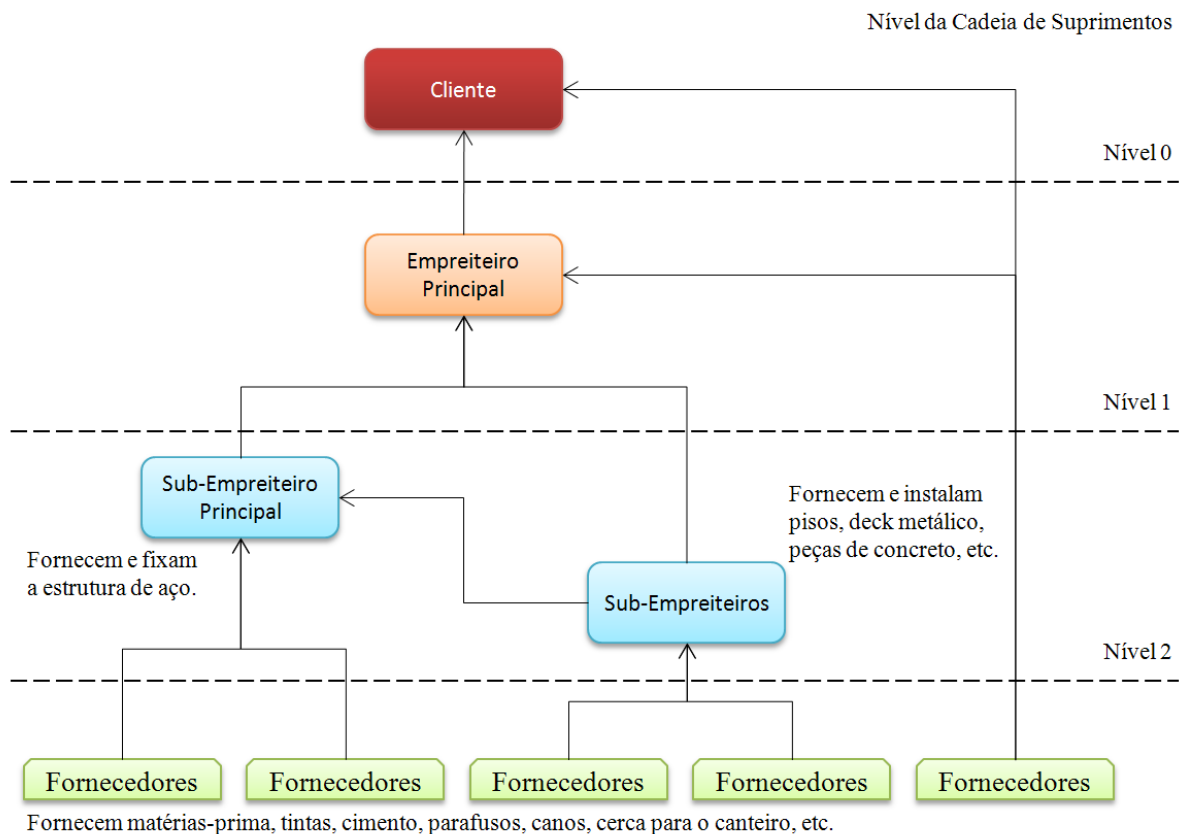 Nível da Cadeia de Suprimentos
Cliente
Nível 0
Empreiteiro
Principal
Nível 1
Sub-Empreiteiro
Principal
Fornecem e instalam
pisos, deck metálico,
peças de concreto, etc.
Fornecem e fixam
a estrutura de aço.
Sub-Empreiteiros
Nível 2
Fornecedores
Fornecedores
Fornecedores
Fornecedores
Fornecedores
Fornecem matérias-prima, tintas, cimento, parafusos, canos, cerca para o canteiro, etc.